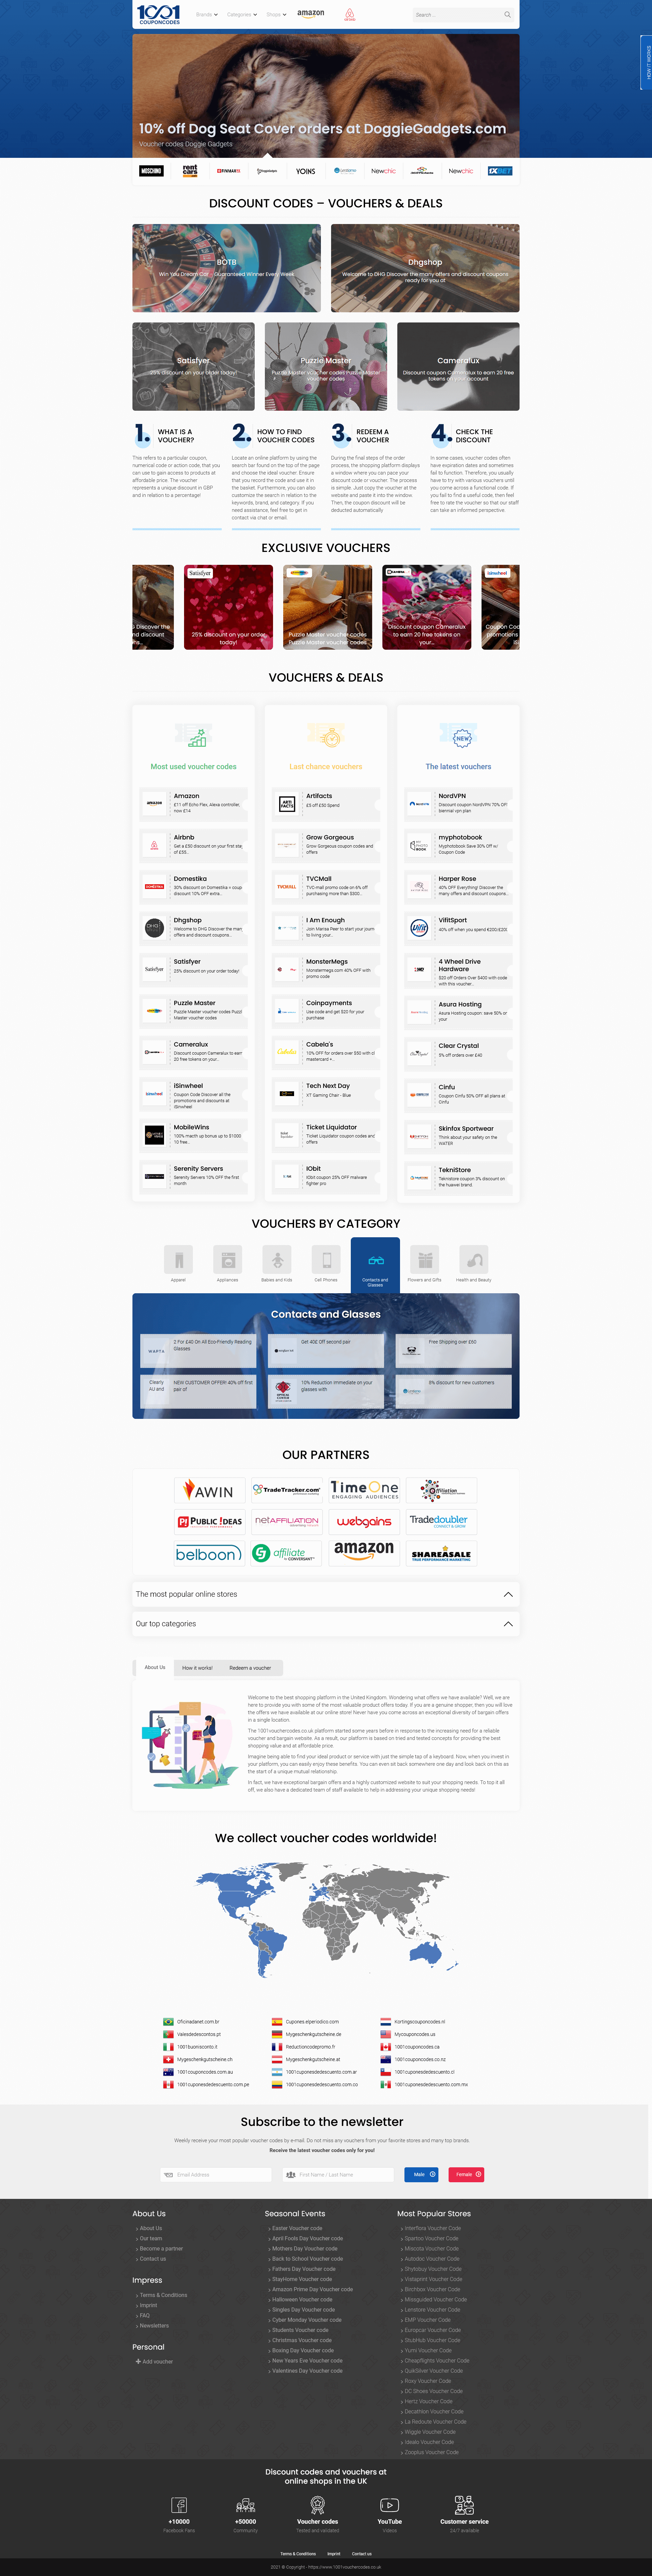 1001
COUPONCODES
Brands
Categories
Shops
amazon
Search ...
HOW IT WORKS
10% off Dog Seat Cover orders at DoggieGadgets.com
Voucher codes Doggie Gadgets
MOSCHINO
rent cars
YOINS
Newchic
Newchic
1XBET
DISCOUNT CODES – VOUCHERS & DEALS
BOTB
Win You Dream Car - Guaranteed Winner Every Week
Dhgshop
Welcome to DHG Discover the many offers and discount coupons
ready for you at
Satisfyer
25% discount on your order today!
Puzzle Master
Puzzle Master voucher codes Puzzle Master
voucher codes
Cameralux
Discount coupon Cameralux to earn 20 free
tokens on your account
1. WHAT IS A
VOUCHER?
This refers to a particular coupon,
numerical code or action code, that you
can use to gain access to products at
affordable price. The voucher
represents a unique discount in GBP
and in relation to a percentage!
2. HOW TO FIND
VOUCHER CODES
Locate an online platform by using the
search bar found on the top of the page
and choose the ideal voucher. Ensure
that you record the code and use it in
the basket. Furthermore, you can also
customize the search in relation to the
keywords, brand, and category. If you
need assistance, feel free to get in
contact via chat or email.
3. REDEEM A
VOUCHER
During the final steps of the order
process, the shopping platform displays
a window where you can put your
coupon or discount code. The process
is simple. Just copy the voucher at the
website and paste it into the window.
Then, the coupon discount will be
deducted automatically
4. CHECK THE
DISCOUNT
In some cases, voucher codes often
have expiration dates and sometimes
fail to function. Therefore, you usually
have to try with various vouchers until
you come across a functional code. If
you face such an issue, then feel free to
rate the voucher negatively so that our staff
can take an informed perspective.
EXCLUSIVE VOUCHERS
Satisfyer
25% discount on your order
today!
Puzzle Master voucher codes
Puzzle Master voucher codes
Discount coupon Cameralux
to earn 20 free tokens on
your...
isinwheel
VOUCHERS & DEALS
Most used voucher codes
Amazon
£11 off Echo Flex, Alexa controller,
now £14
Airbnb
Get a £30 discount on your first stay
of £55...
Domestika
30% discount on Domestika + coup
discount 10% OFF extra...
Dhgshop
Welcome to DHG Discover the many
offers and discount coupons...
Satisfyer
25% discount on your order today!
Puzzle Master
Puzzle Master voucher codes Puzzle
Master voucher codes
Cameralux
Discount coupon Cameralux to earn
20 free tokens on your...
iSinwheel
Coupon Code Discover all the
promotions and discounts at
iSinwheel
MobileWins
100% macth up bonus up to $1000
10 free...
Serenity Servers
Serenity Servers 10% OFF the first
month
Last chance vouchers
Artifacts
£5 off £50 Spend
Grow Gorgeous
Grow Gorgeous coupon codes and
offers
TVCMall
TVC-mall promo code on 6% off
purchasing more than $300...
I Am Enough
Join Marisa Peer to start your journ
to living your...
MonsterMegs
Monstermegs.com 40% OFF with
promo code
Coinpayments
Use code and get $20 for your
purchase
Cabela's
10% OFF for orders over $50 with cl
mastercard +...
Tech Next Day
XT Gaming Chair - Blue
Ticket Liquidator
Ticket Liquidator coupon codes and
offers
IObit
IObit coupon:25% OFF malware
fighter pro
The latest vouchers
NordVPN
Discount coupon NordVPN 70% OFF
biennial vpn plan
myphotobook
Myphotobook Save 30% Off w/
Coupon Code
Harper Rose
40% OFF Everything! Discover the
many offers and discount coupons...
VifitSport
40% off when you spend €200/£200
4 Wheel Drive
Hardware
$20 off Orders Over $400 with code
with this voucher...
Asura Hosting
Asura Hosting coupon: save 50% on
your
Clear Crystal
5% off orders over £40
Cinfu
Coupon Cinfu 50% OFF all plans at
Cinfu
Skinfox Sportwear
Think about your safety on the
WATER
TekniStore
Teknistore coupon 3% discount on
the huawei brand
VOUCHERS BY CATEGORY
Apparel
Appliances
Babies and Kids
Cell Phones
Contacts and
Glasses
Flowers and Gifts
Health and Beauty
Contacts and Glasses
2 For £40 On All Eco-Friendly Reading
Glasses
Get 40£ Off second pair
Free Shipping over £60
Clearly
AU and
NEW CUSTOMER OFFER! 40% off first
pair of
10% Reduction Immediate on your
glasses with
5% discount for new customers
OUR PARTNERS
AWIN
TradeTracker.com
TimeOne
ENGAGING AUDIENCES
affiliation
PUBLIC IDEAS
netAFFILIATION
webgains
Tradedoubler
CONNECT & GROW
belboon
affiliate
by CONVERSANT
amazon
SHAREASALE
TRUE PERFORMANCE MARKETING
The most popular online stores
Our top categories
About Us
How it works!
Redeem a voucher
Welcome to the best shopping platform in the United Kingdom. Wondering what offers we have available? Well, we are
here to provide you with some of the most valuable product offers today. If you are a genuine shopper, then you will love
the offers we have available at our online store! Never have you come across an exceptional diversity of bargain offers
in a single location.
The 1001vouchercodes.co.uk platform started some years before in response to the increasing need for a reliable
voucher and bargain website. As a result, our platform is based on tried and tested concepts for providing the best
shopping value and at affordable price.
Imagine being able to find your ideal product or service with just the simple tap of a keyboard. Now, when you invest in
your platform, you can easily enjoy these benefits. You can even sit back somewhere one day and look back on this as
the start of a unique mutual relationship.
In fact, we have exceptional bargain offers and a highly customized website to suit your shopping needs. To top it all
off, we also have a dedicated team of staff available to help in addressing your unique shopping needs!
We collect voucher codes worldwide!
Oficinadanet.com.br
Cupones.elperiodico.com
Kortingscouponcodes.nl
Valesdedescontos.pt
Mygeschenkgutscheine.de
Mycouponcodes.us
1001buonisconto.it
Reductioncodepromo.fr
1001couponcodes.ca
Mygeschenkgutscheine.ch
Mygeschenkgutscheine.at
1001couponcodes.co.nz
1001couponcodes.com.au
1001cuponesdedescuento.com.ar
1001cuponesdedescuento.cl
1001cuponesdedescuento.com.pe
1001cuponesdedescuento.com.co
1001cuponesdedescuento.com.mx
Subscribe to the newsletter
Weekly receive your most popular voucher codes by e-mail. Do not miss any vouchers from your favorite stores and many top brands.
Receive the latest voucher codes only for you!
Email Address
First Name / Last Name
Male
Female
About Us
About Us
Our team
Become a partner
Contact us
Impress
Terms & Conditions
Imprint
FAQ
Newsletters
Personal
Add voucher
Seasonal Events
Easter Voucher code
April Fools Day Voucher code
Mothers Day Voucher code
Back to School Voucher code
Fathers Day Voucher code
StayHome Voucher code
Amazon Prime Day Voucher code
Halloween Voucher code
Singles Day Voucher code
Cyber Monday Voucher code
Students Voucher code
Christmas Voucher code
Boxing Day Voucher code
New Years Eve Voucher code
Valentines Day Voucher code
Most Popular Stores
Interflora Voucher Code
Spartoo Voucher Code
Miscota Voucher Code
Autodoc Voucher Code
Shytobuy Voucher Code
Vistaprint Voucher Code
Birchbox Voucher Code
Missguided Voucher Code
Lenstore Voucher Code
EMP Voucher Code
Europcar Voucher Code
StubHub Voucher Code
Yumi Voucher Code
Cheapflights Voucher Code
QuikSilver Voucher Code
Roxy Voucher Code
DC Shoes Voucher Code
Hertz Voucher Code
Decathlon Voucher Code
La Redoute Voucher Code
Wiggle Voucher Code
Idealo Voucher Code
Zooplus Voucher Code
Discount codes and vouchers at
online shops in the UK
+10000
Facebook Fans
+50000
Community
Voucher codes
Tested and validated
YouTube
Videos
Customer service
24/7 available
Terms & Conditions
Imprint
Contact us
2021 © Copyright - https://www.1001vouchercodes.co.uk